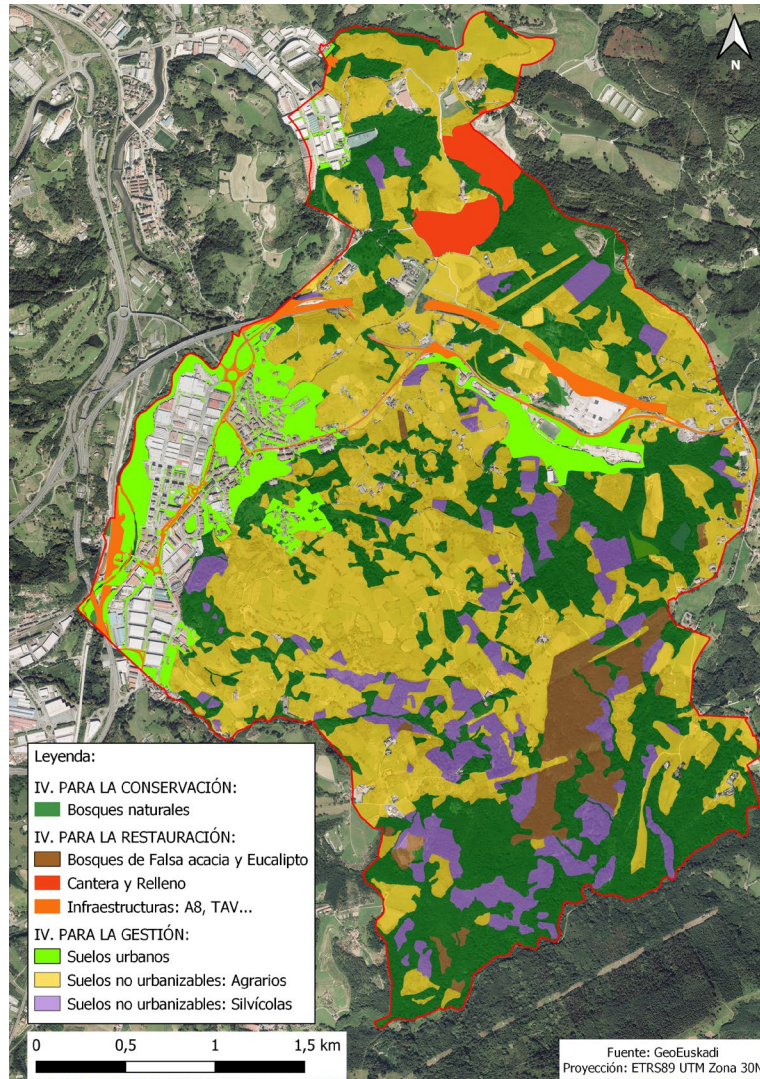 N
Leyenda:
IV. PARA LA CONSERVACIÓN:
Bosques naturales
IV. PARA LA RESTAURACIÓN:
Bosques de Falsa acacia y Eucalipto
Cantera y Relleno
Infraestructuras: A8, TAV...
IV. PARA LA GESTIÓN:
Suelos urbanos
Suelos no urbanizables: Agrarios
Suelos no urbanizables: Silvícolas
0 0,5 1 1,5 km
Fuente: GeoEuskadi
Proyección: ETRS89 UTM Zona 30N